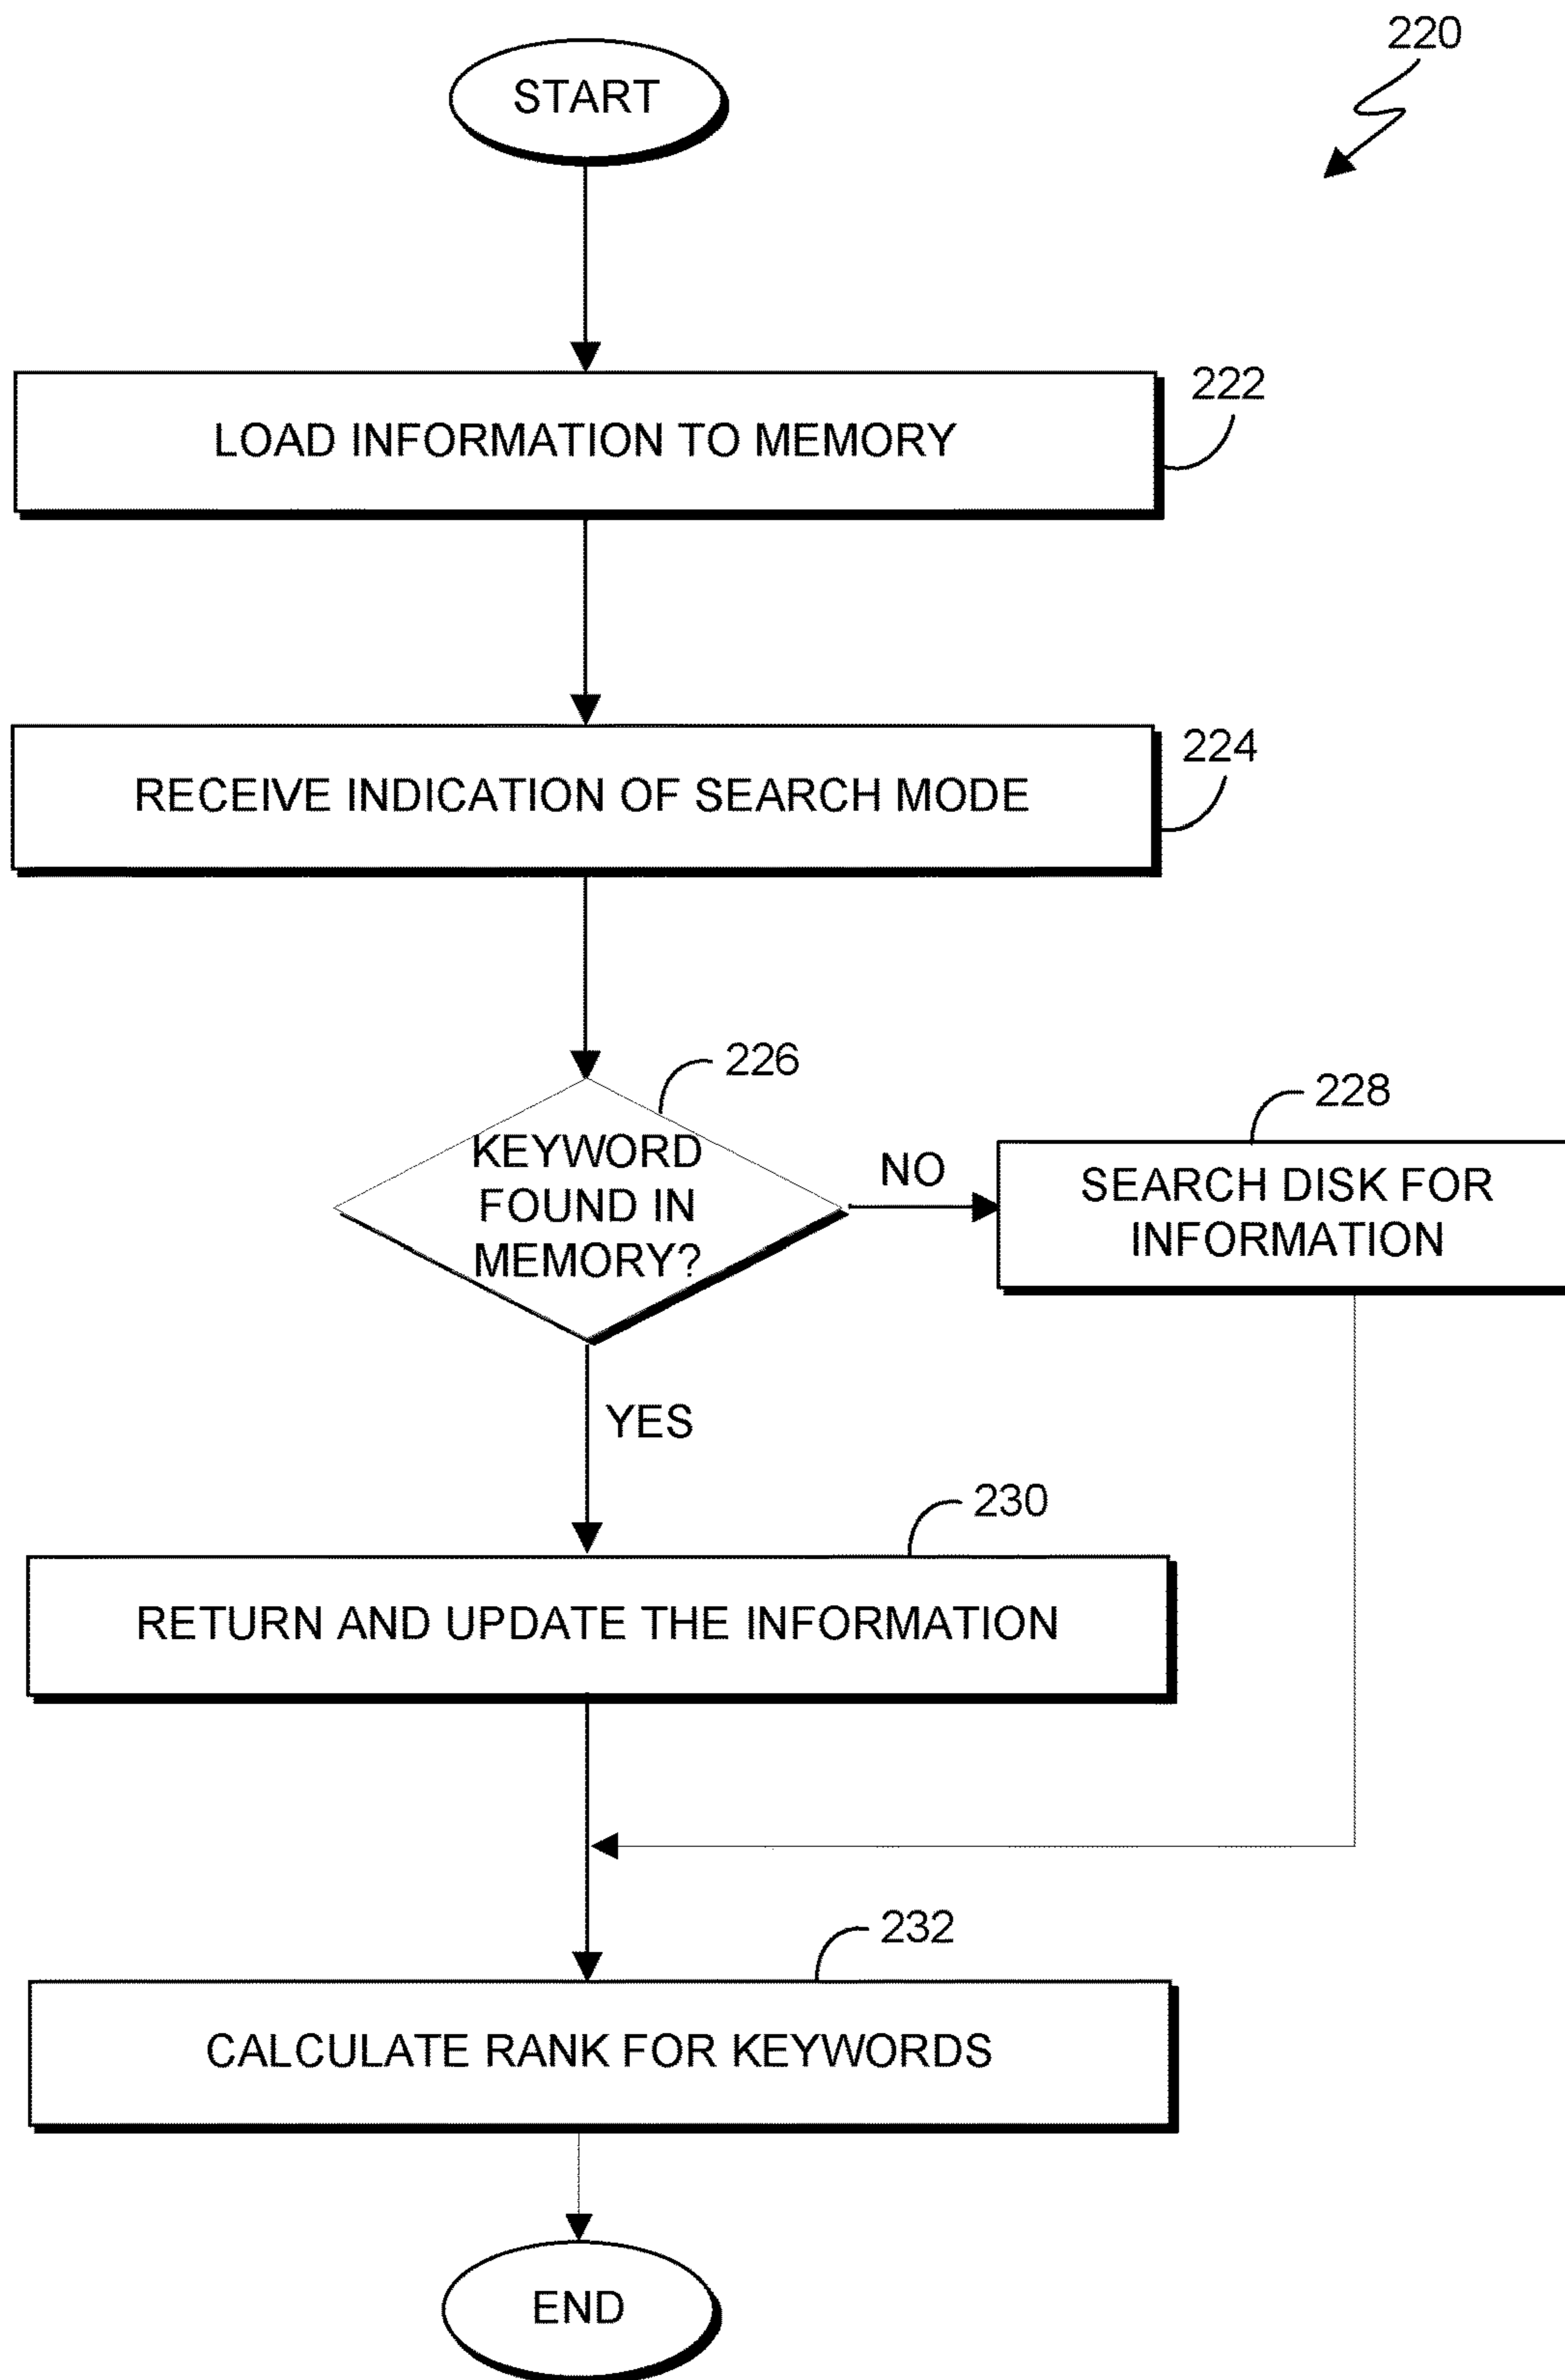 220
START
LOAD INFORMATION TO MEMORY
222
RECEIVE INDICATION OF SEARCH MODE
224
226
KEYWORD
FOUND IN
MEMORY?
NO
228
SEARCH DISK FOR
INFORMATION
YES
230
RETURN AND UPDATE THE INFORMATION
232
CALCULATE RANK FOR KEYWORDS
END